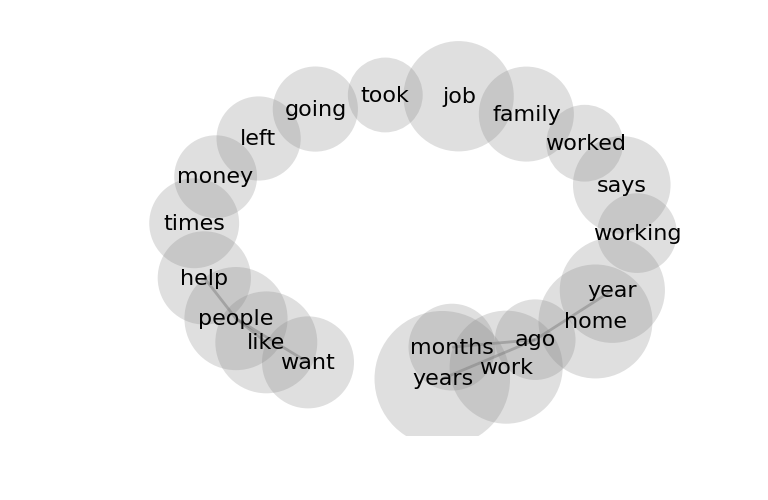 took
job
going
family
left
worked
money
says
times
working
help
year
people
home
like
ago
months
want
work
years